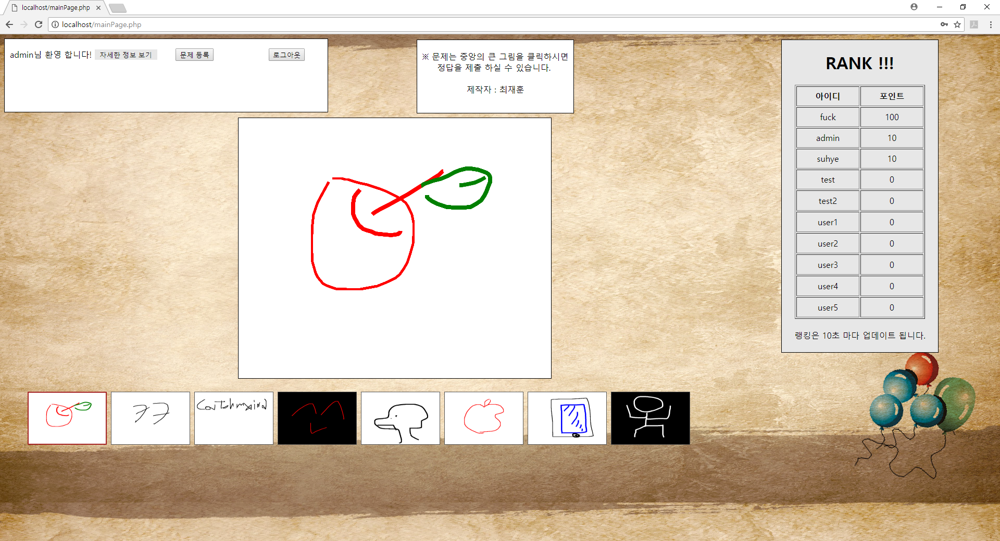 localhost/mainPage.php
localhost/mainPage.php
admin님 환영 합니다! 자세한 정보 보기 문제 등록 로그아웃
※ 문제는 중앙의 큰 그림을 클릭하시면
정답을 제출 하실 수 있습니다.
제작자 : 최재훈
RANK !!!
아이디 포인트
fuck 100
admin 10
suhye 10
test 0
test2 0
user1 0
user2 0
user3 0
user4 0
user5 0
랭킹은 10초 마다 업데이트 됩니다.